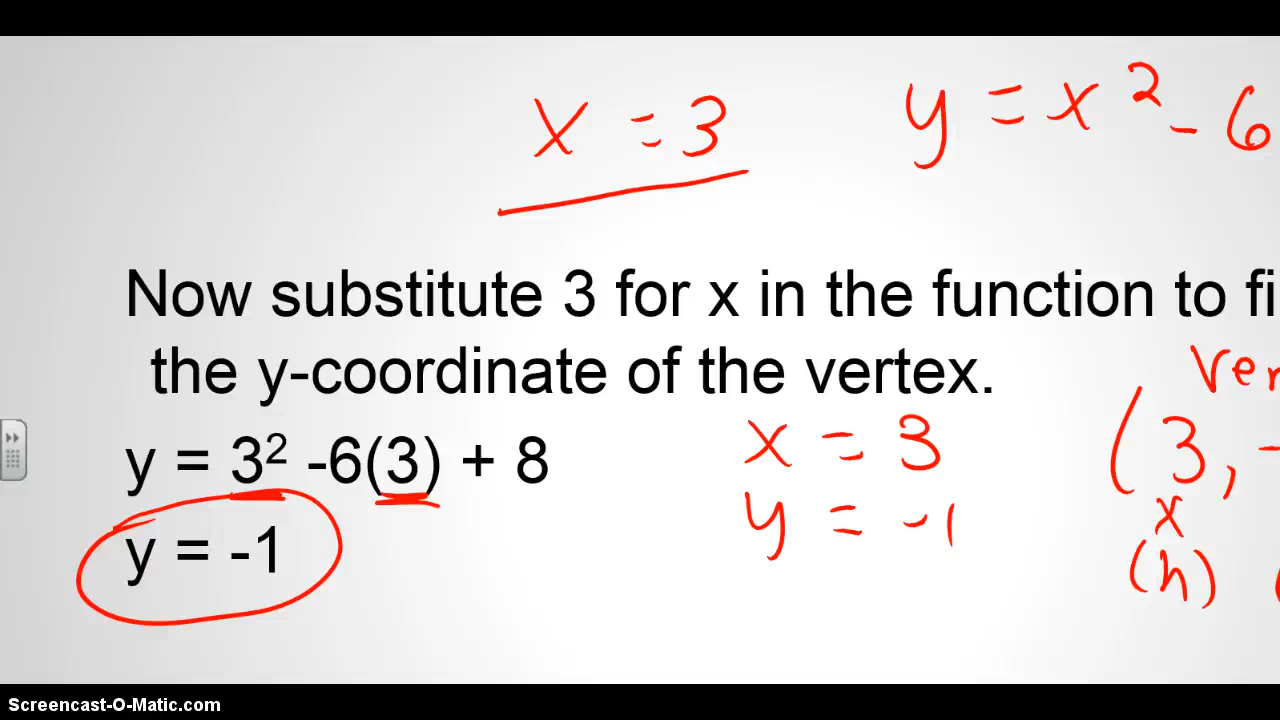 x = 3
y = x² - 6
Now substitute 3 for x in the function to fi
the y-coordinate of the vertex.
y = 3² -6(3) + 8
y = -1
x = 3
y = -1
ver
(3, -
x
(h) (
Screencast-O-Matic.com